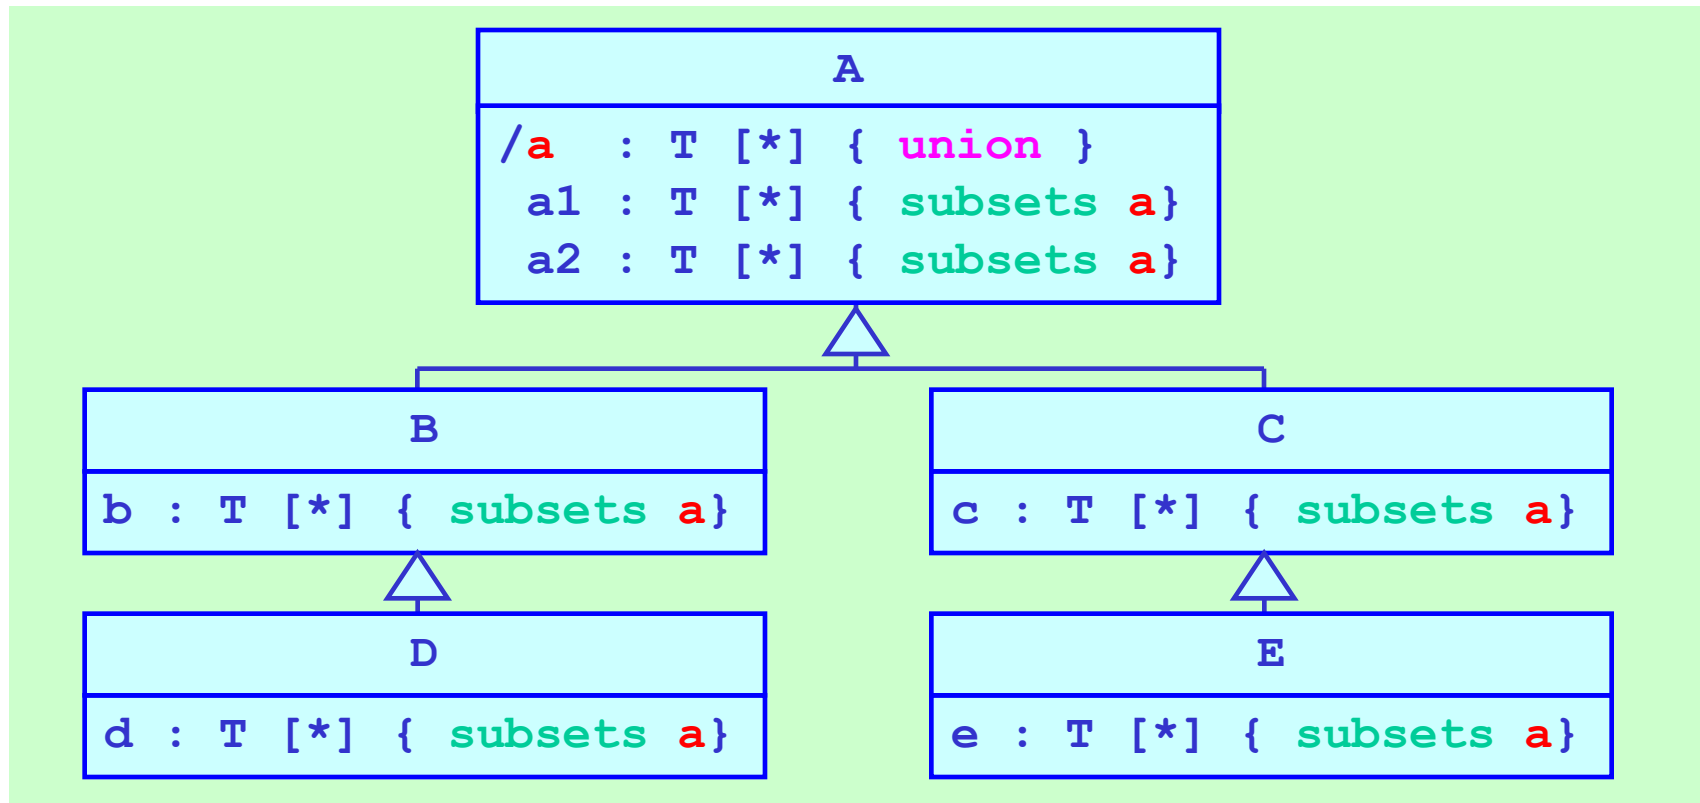 A
/a : T [*] { union }
a1 : T [*] { subsets a}
a2 : T [*] { subsets a}
B
b : T [*] { subsets a}
C
c : T [*] { subsets a}
D
d : T [*] { subsets a}
E
e : T [*] { subsets a}